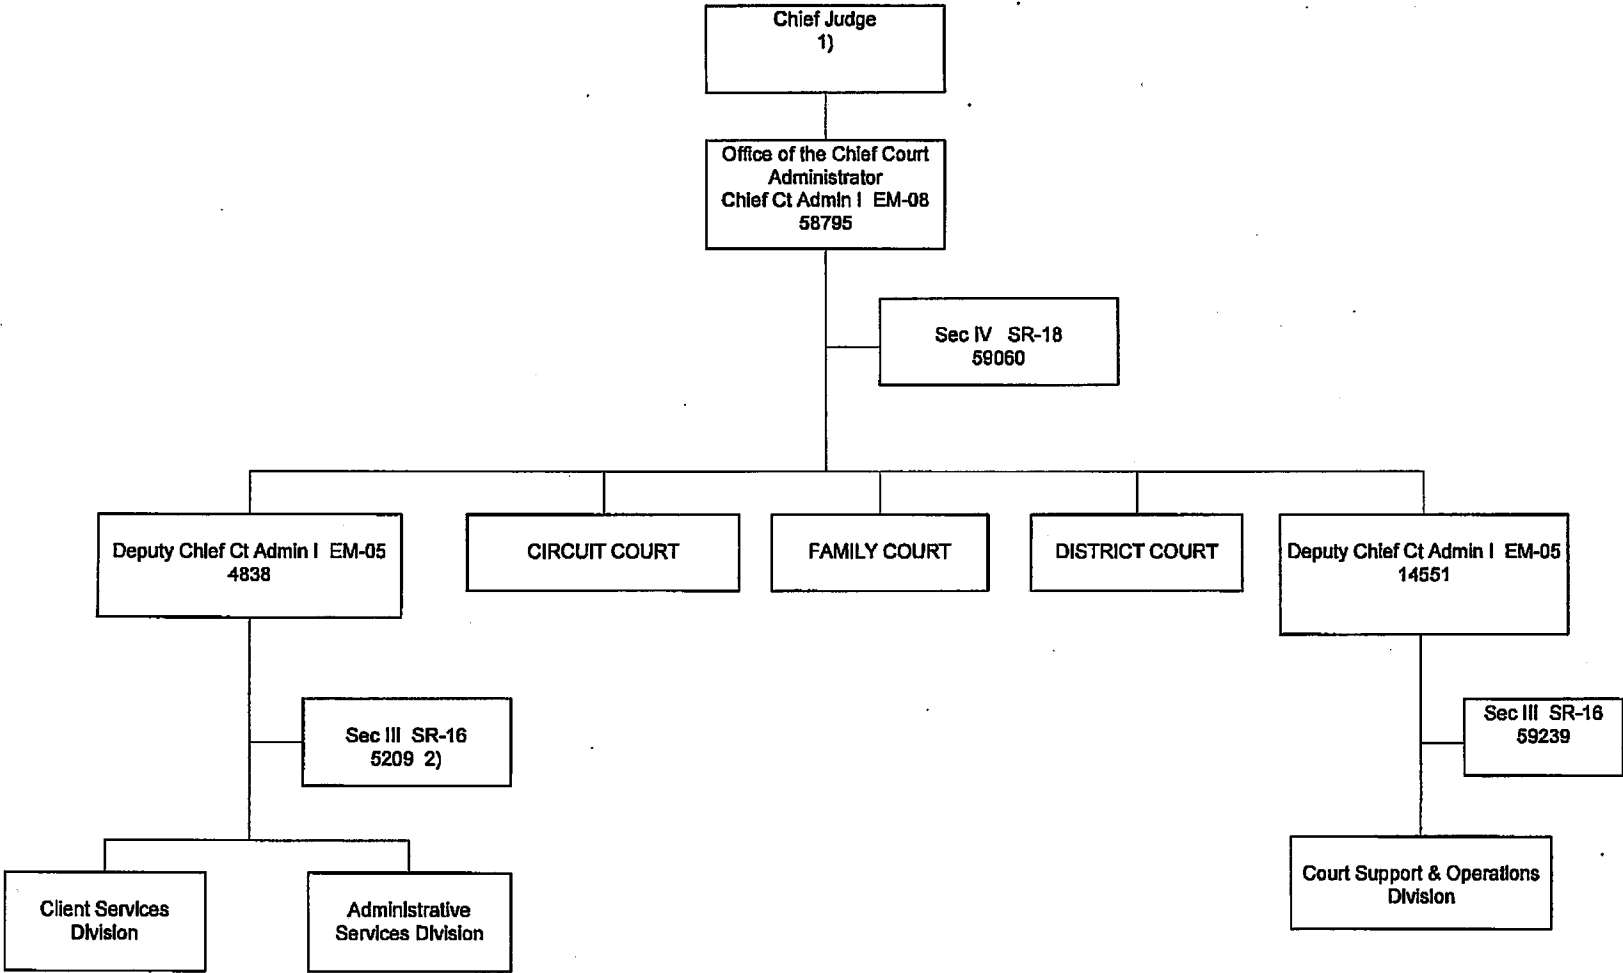 Chief Judge
1)
Office of the Chief Court
Administrator
Chief Ct Admin I EM-08
58795
Sec IV SR-18
59060
Deputy Chief Ct Admin I EM-05
4838
CIRCUIT COURT
FAMILY COURT
DISTRICT COURT
Deputy Chief Ct Admin I EM-05
14551
Sec III SR-16
5209 2)
Sec III SR-16
59239
Client Services
Division
Administrative
Services Division
Court Support & Operations
Division